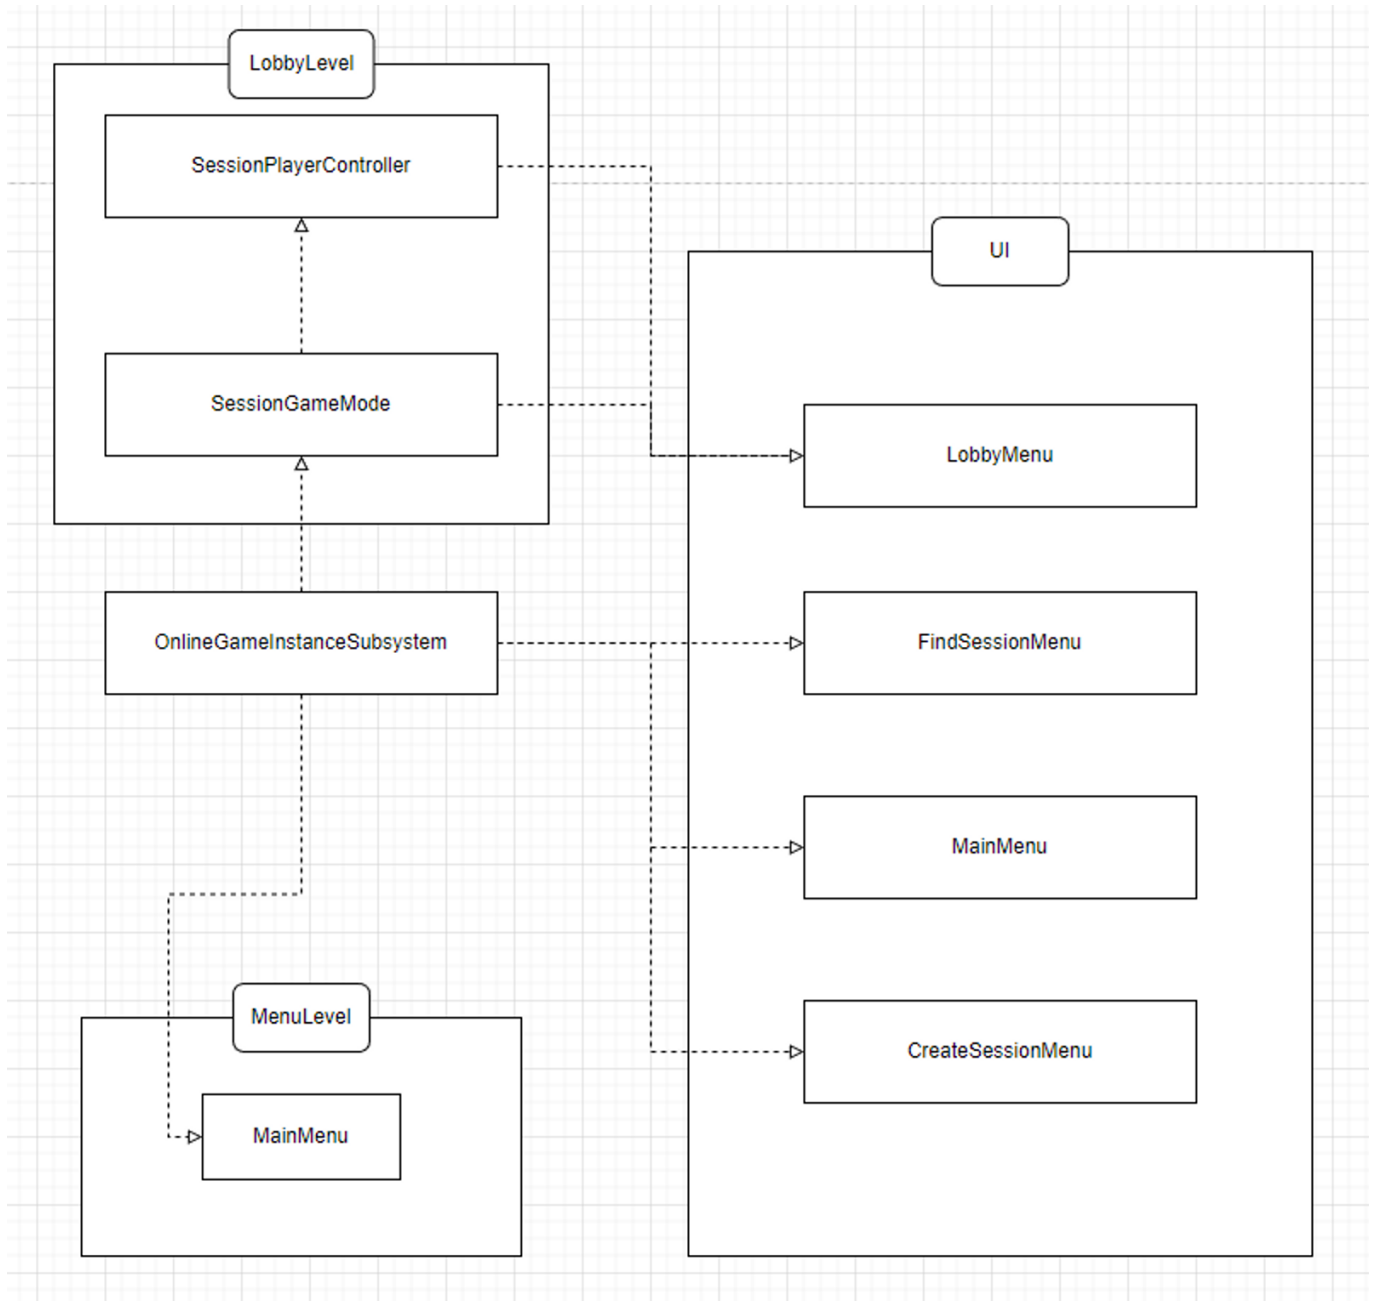 LobbyLevel
SessionPlayerController
SessionGameMode
OnlineGameInstanceSubsystem
MenuLevel
MainMenu
UI
LobbyMenu
FindSessionMenu
MainMenu
CreateSessionMenu